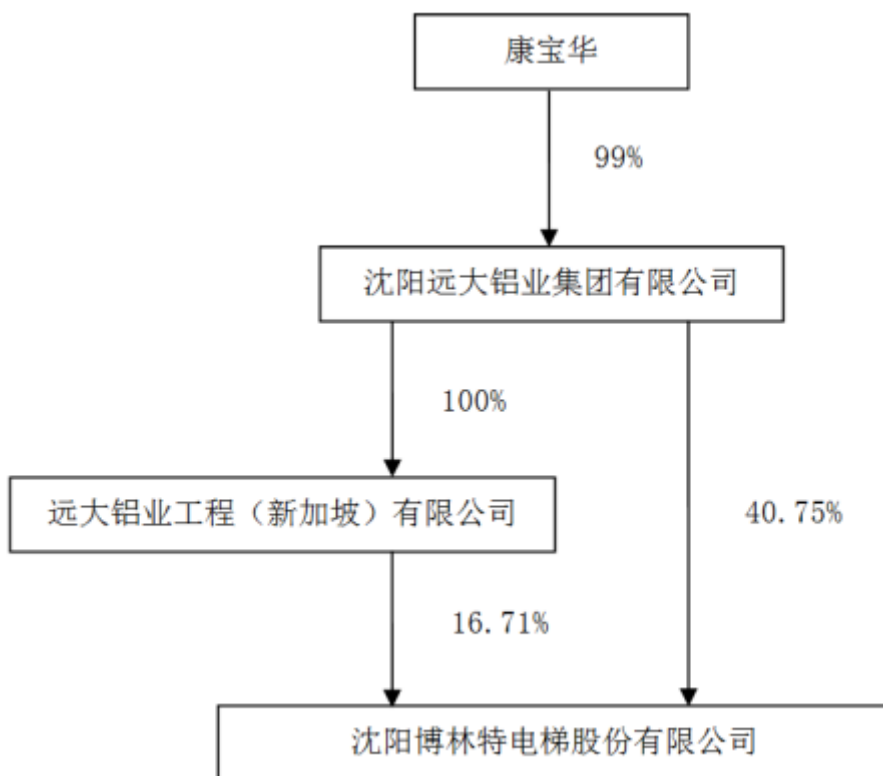 康宝华
99%
沈阳远大铝业集团有限公司
100%
远大铝业工程（新加坡）有限公司
40.75%
16.71%
沈阳博林特电梯股份有限公司